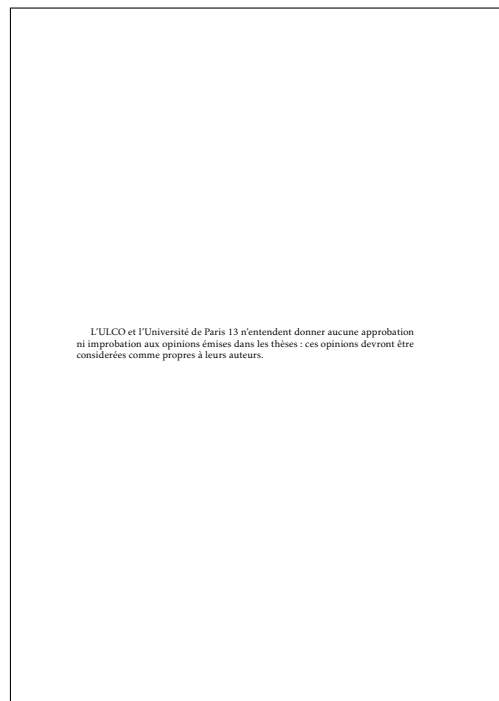 L'ULCO et l'Université de Paris 13 n'entendent donner aucune approbation
ni improbation aux opinions émises dans les thèses : ces opinions devront être
considerées comme propres à leurs auteurs.